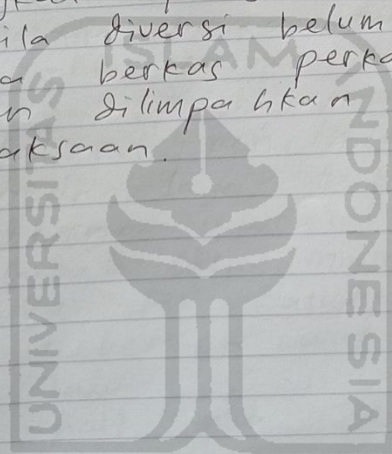 ila diversi belum
a berkas perka
n dilimpahkan
aksaan.
UNIVERSITAS
ISLAM
INDONESIA